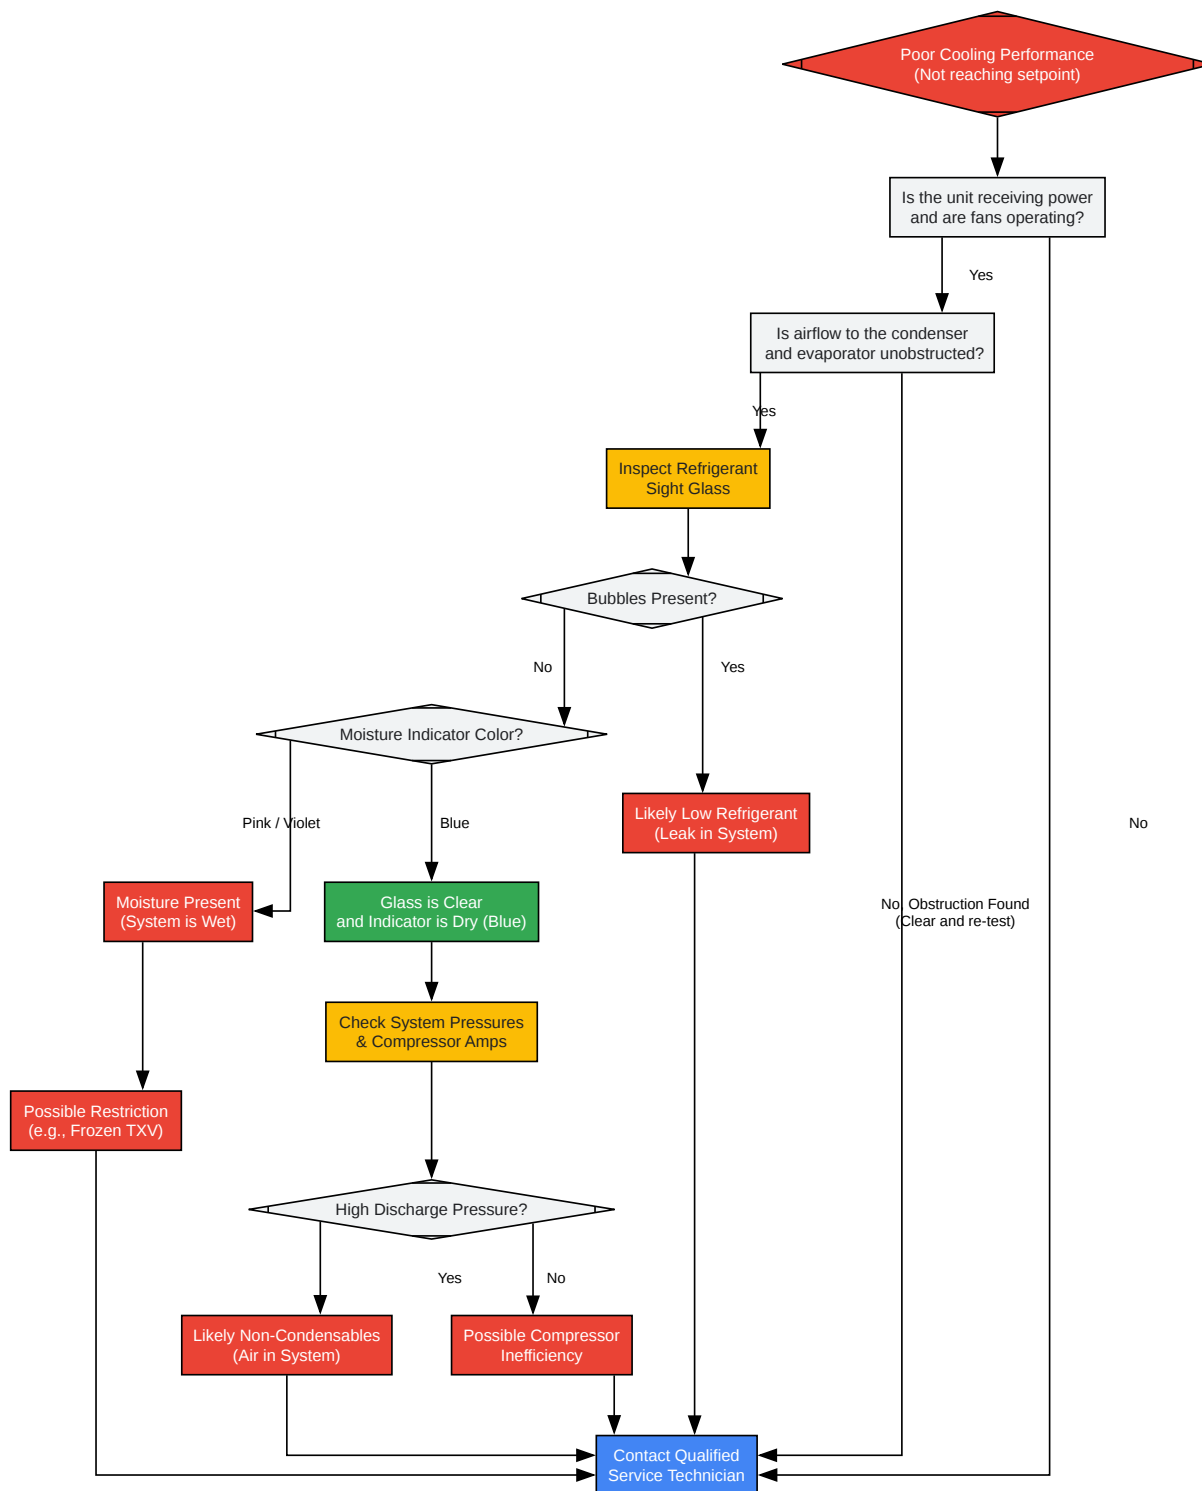 Poor Cooling Performance
(Not reaching setpoint)
Is the unit receiving power
and are fans operating?
Yes
Is airflow to the condenser
and evaporator unobstructed?
Yes
Inspect Refrigerant
Sight Glass
Bubbles Present?
No
Yes
Moisture Indicator Color?
Pink / Violet
Blue
Likely Low Refrigerant
(Leak in System)
No
Moisture Present
(System is Wet)
Glass is Clear
and Indicator is Dry (Blue)
No, Obstruction Found
(Clear and re-test)
Check System Pressures
& Compressor Amps
Possible Restriction
(e.g., Frozen TXV)
High Discharge Pressure?
Yes
No
Likely Non-Condensables
(Air in System)
Possible Compressor
Inefficiency
Contact Qualified
Service Technician